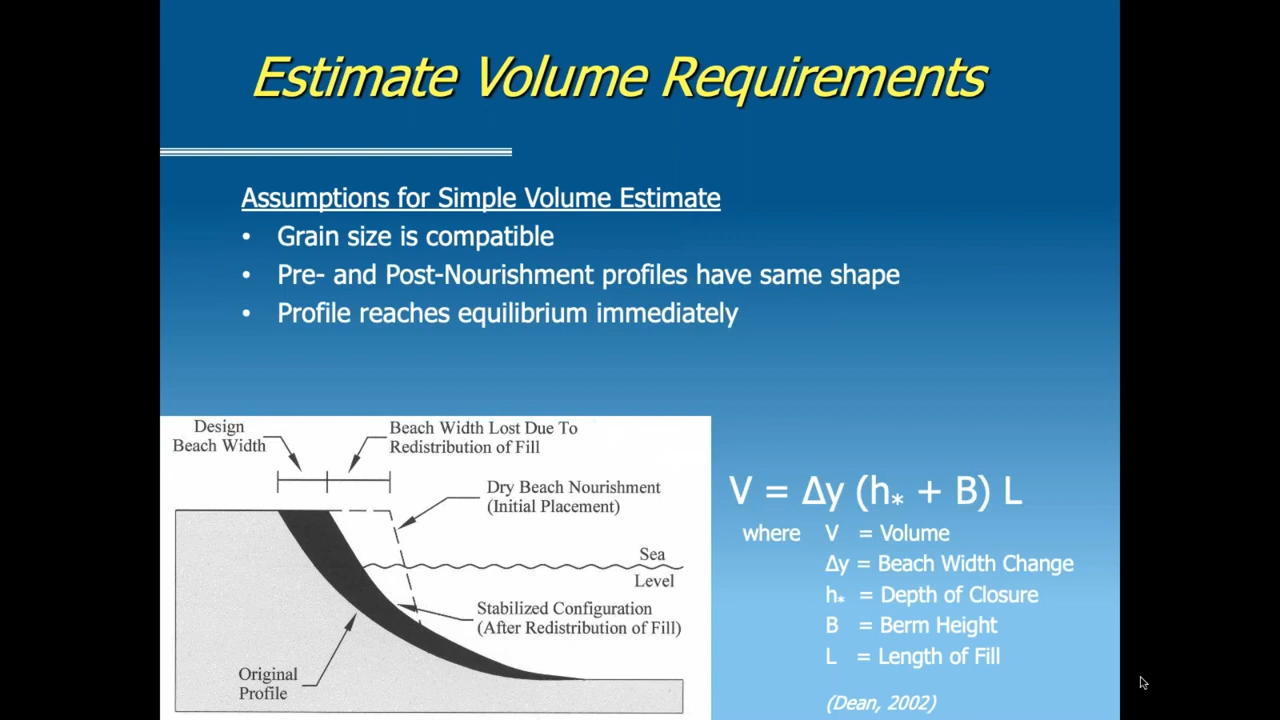 Estimate Volume Requirements
Assumptions for Simple Volume Estimate
• Grain size is compatible
• Pre- and Post-Nourishment profiles have same shape
• Profile reaches equilibrium immediately
Design
Beach Width
Beach Width Lost Due To
Redistribution of Fill
Dry Beach Nourishment
(Initial Placement)
Sea
Level
Stabilized Configuration
(After Redistribution of Fill)
Original
Profile
V = Δy (h* + B) L
where V = Volume
Δy = Beach Width Change
h* = Depth of Closure
B = Berm Height
L = Length of Fill
(Dean, 2002)